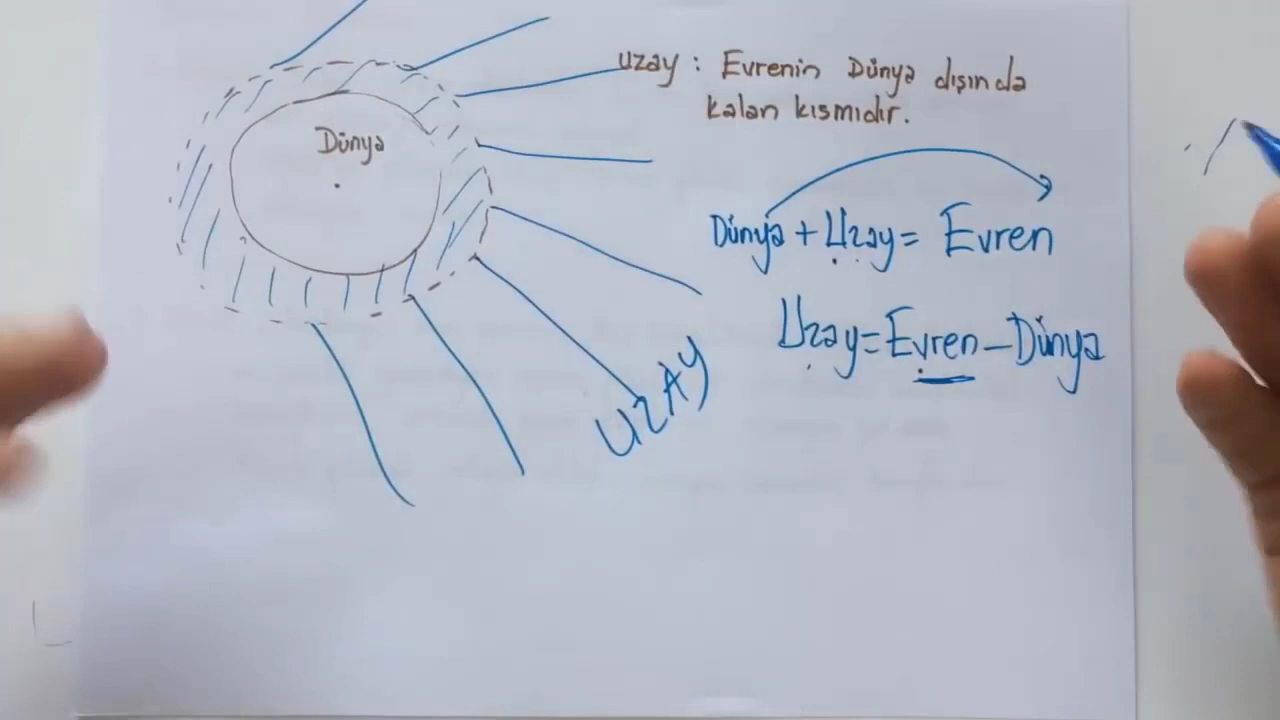 Dünya
uzay : Evrenin Dünya dışında
kalan kısmıdır.
Dünya + Uzay = Evren
Uzay = Evren – Dünya
UZAY